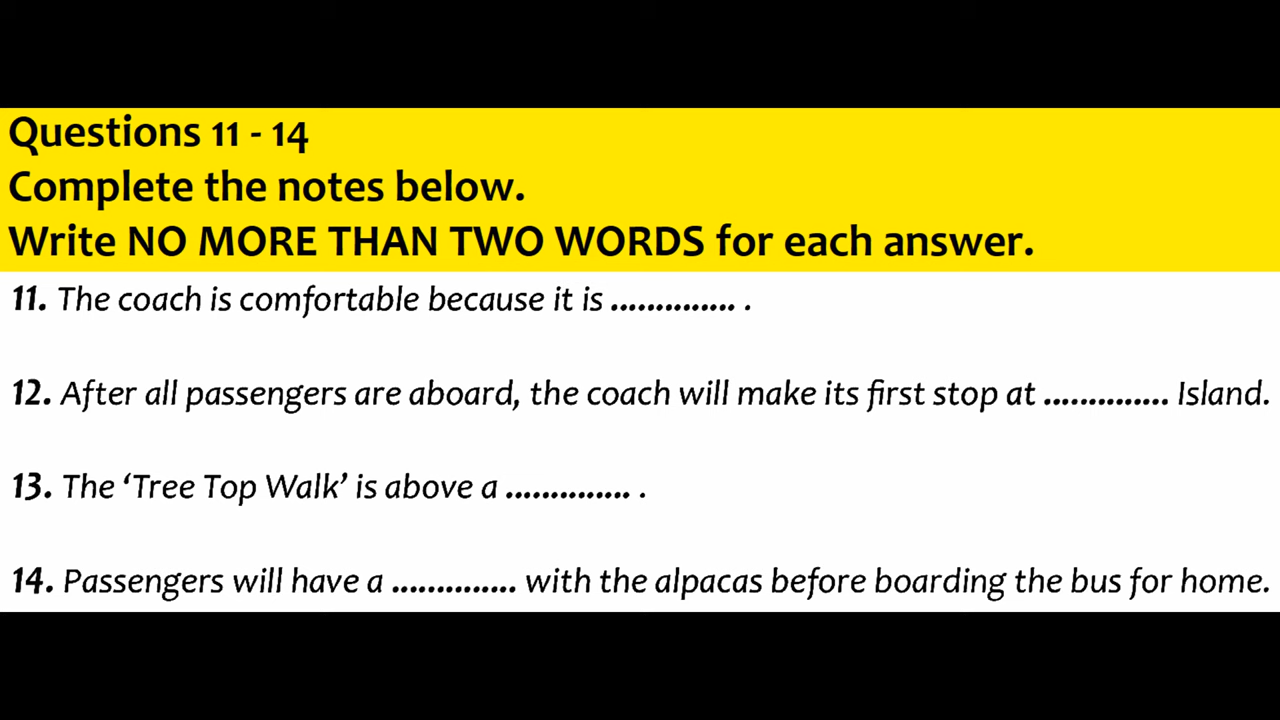 Questions 11 - 14
Complete the notes below.
Write NO MORE THAN TWO WORDS for each answer.
11. The coach is comfortable because it is .............. .
12. After all passengers are aboard, the coach will make its first stop at .............. Island.
13. The ‘Tree Top Walk’ is above a .............. .
14. Passengers will have a .............. with the alpacas before boarding the bus for home.